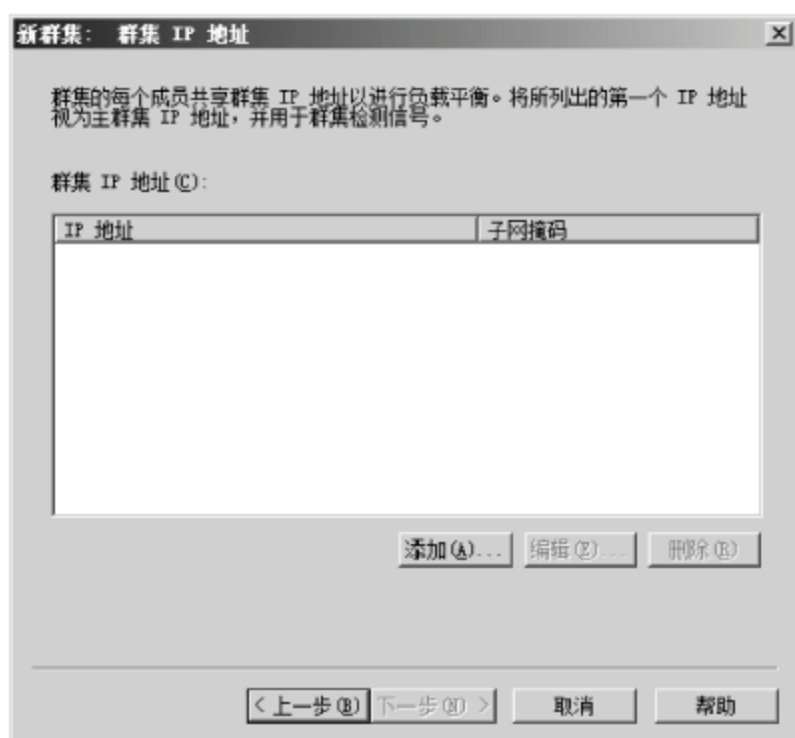 新群集： 群集 IP 地址
群集的每个成员共享群集 IP 地址以进行负载平衡。将所列出的第一个 IP 地址
视为主群集 IP 地址，并用于群集检测信号。
群集 IP 地址(C):
IP 地址 子网掩码
添加(A)... 编辑(E)... 删除(R)
< 上一步(B) 下一步(N) > 取消 帮助